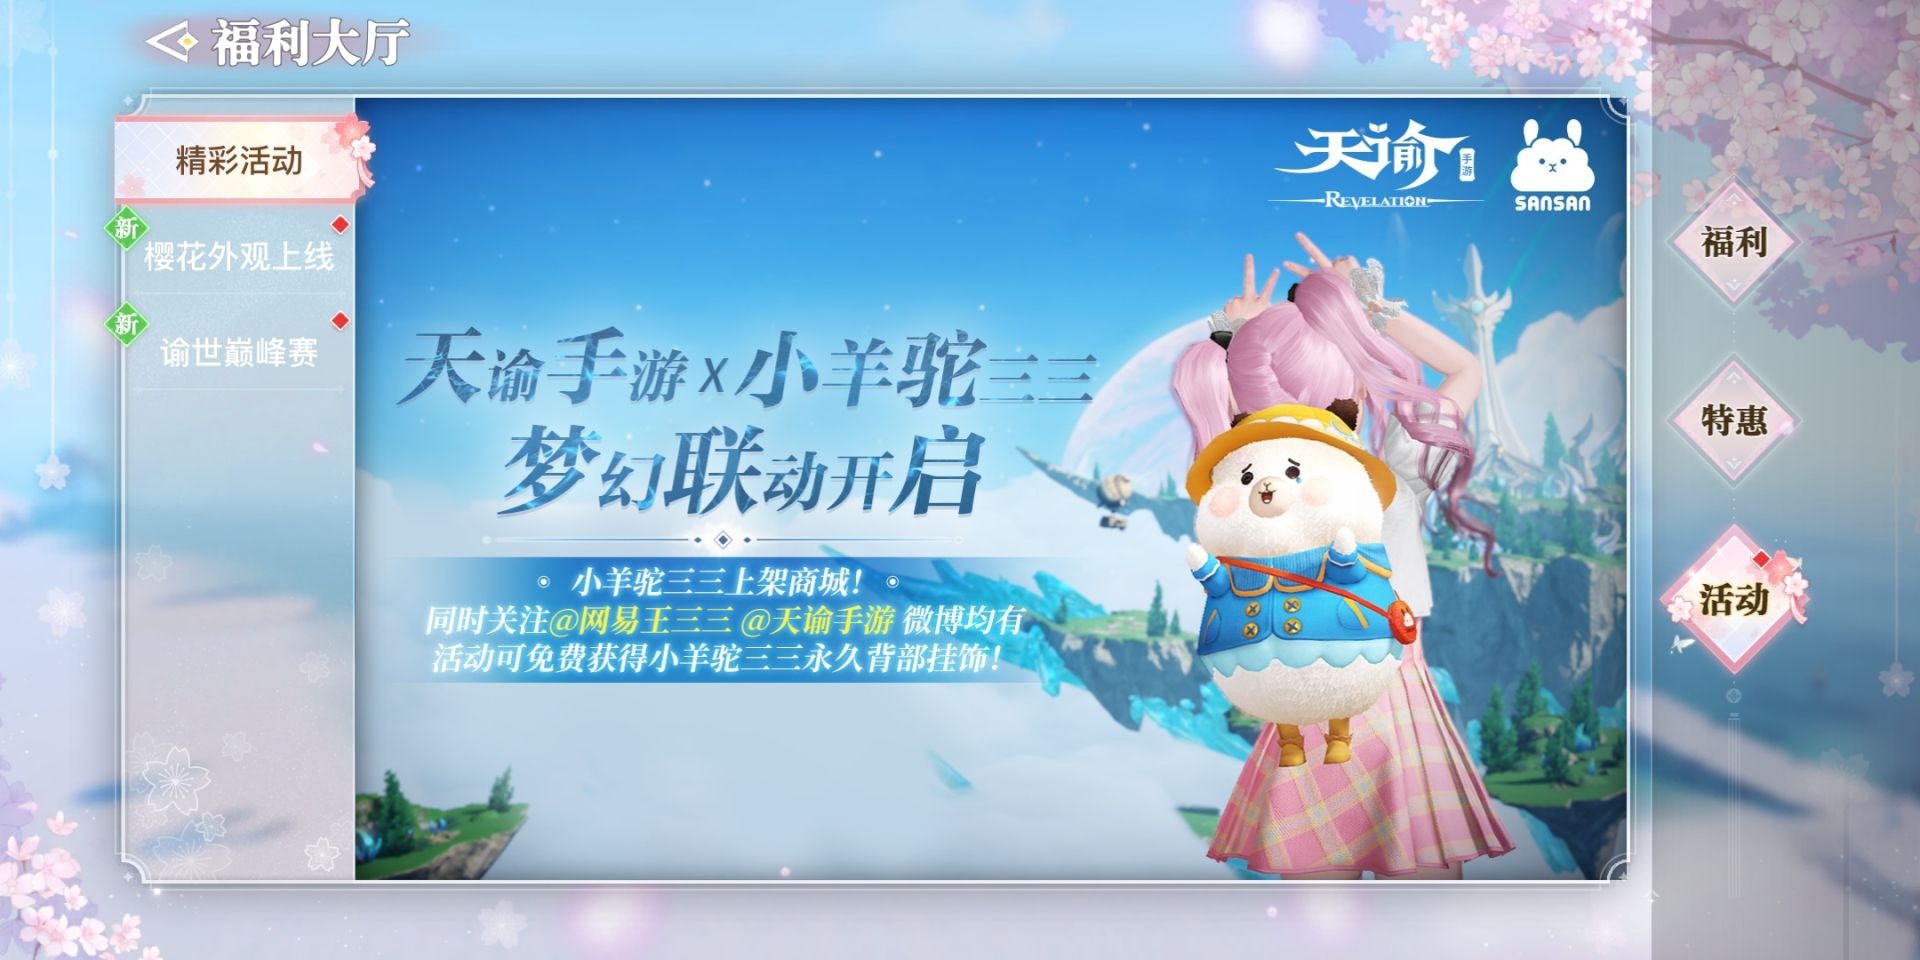 福利大厅
精彩活动
新
樱花外观上线
新
谕世巅峰赛
天谕手游
REVELATION
SANSAN
天谕手游x小羊驼三三
梦幻联动开启
小羊驼三三上架商城！
同时关注@网易王三三 @天谕手游 微博均有
活动可免费获得小羊驼三三永久背部挂饰！
福利
特惠
活动